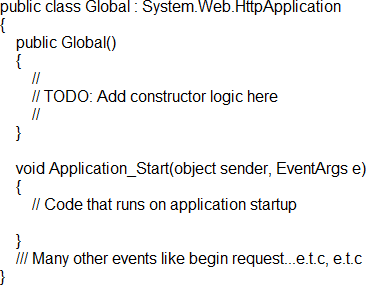 public class Global : System.Web.HttpApplication
{
public Global()
{
//
// TODO: Add constructor logic here
//
}
void Application_Start(object sender, EventArgs e)
{
// Code that runs on application startup
}
/// Many other events like begin request...e.t.c, e.t.c
}